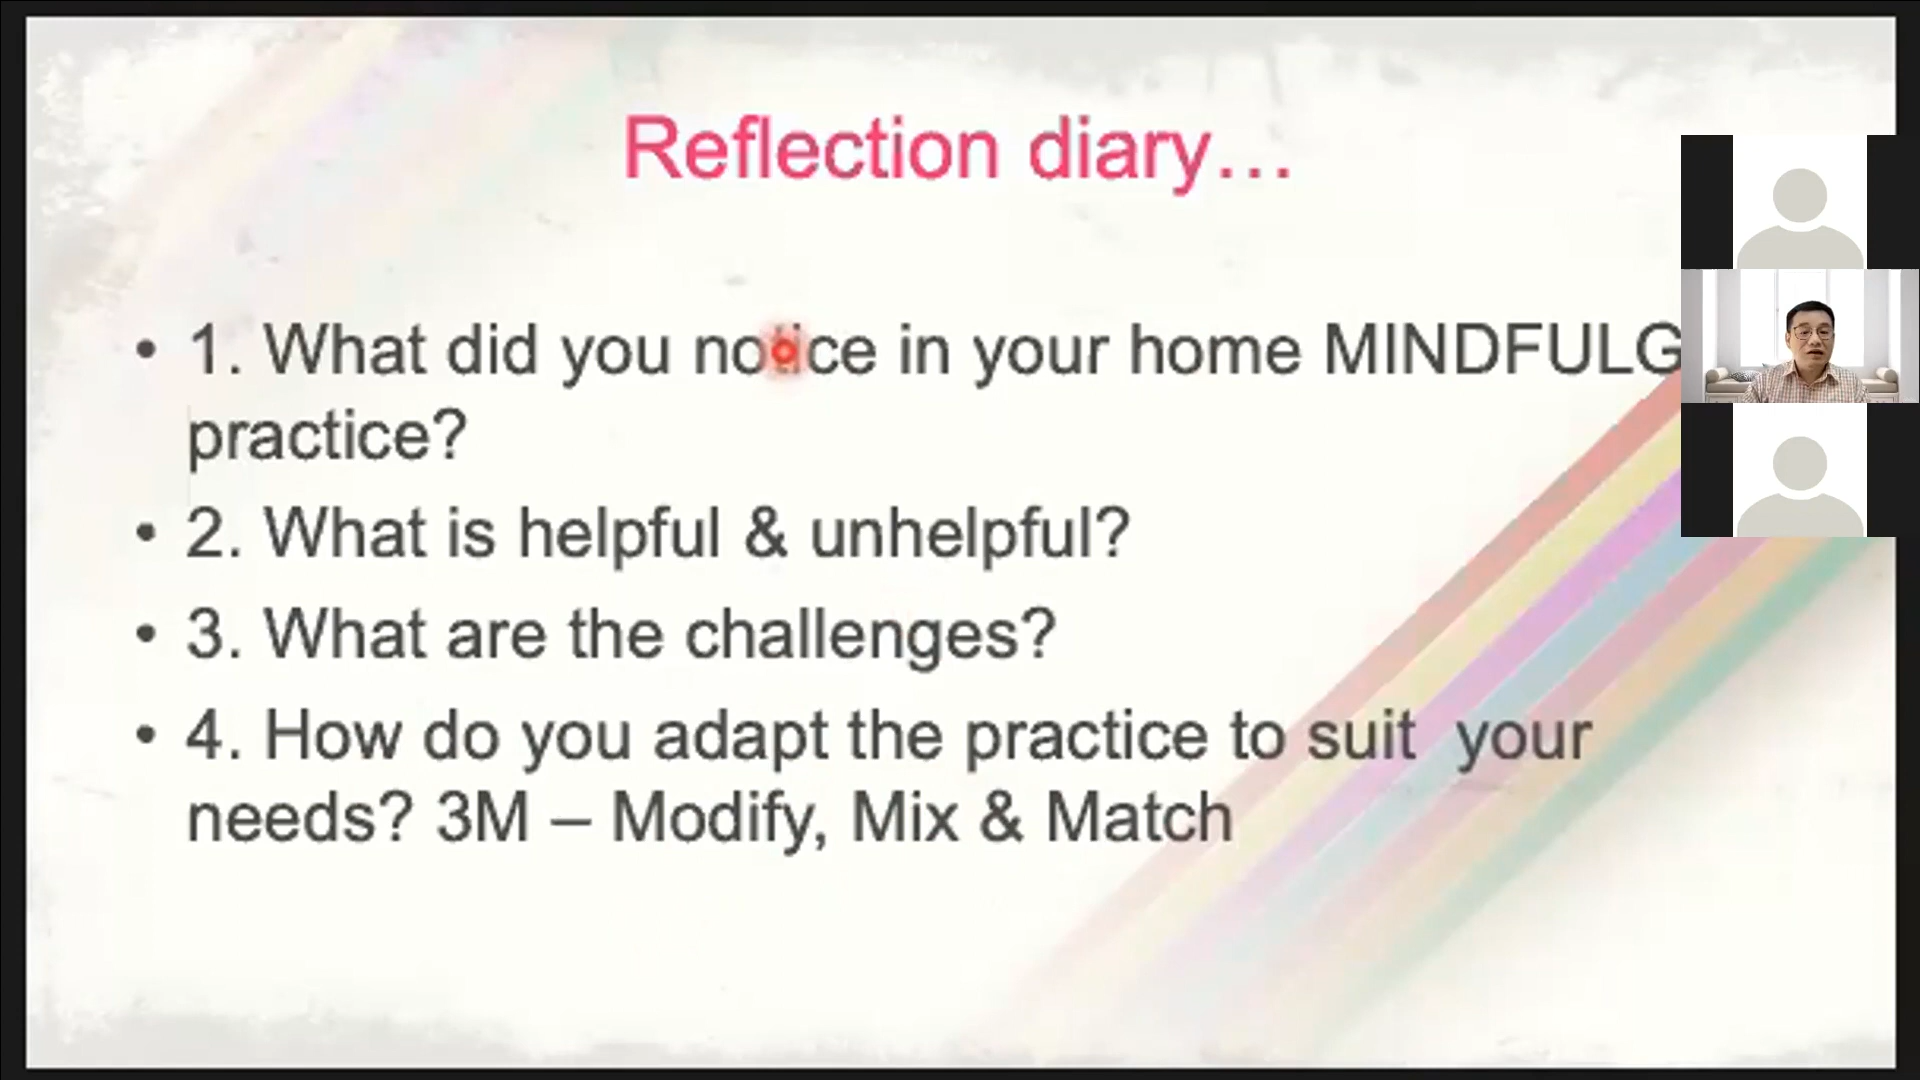 Reflection diary...
• 1. What did you notice in your home MINDFULG
practice?
• 2. What is helpful & unhelpful?
• 3. What are the challenges?
• 4. How do you adapt the practice to suit your
needs? 3M – Modify, Mix & Match